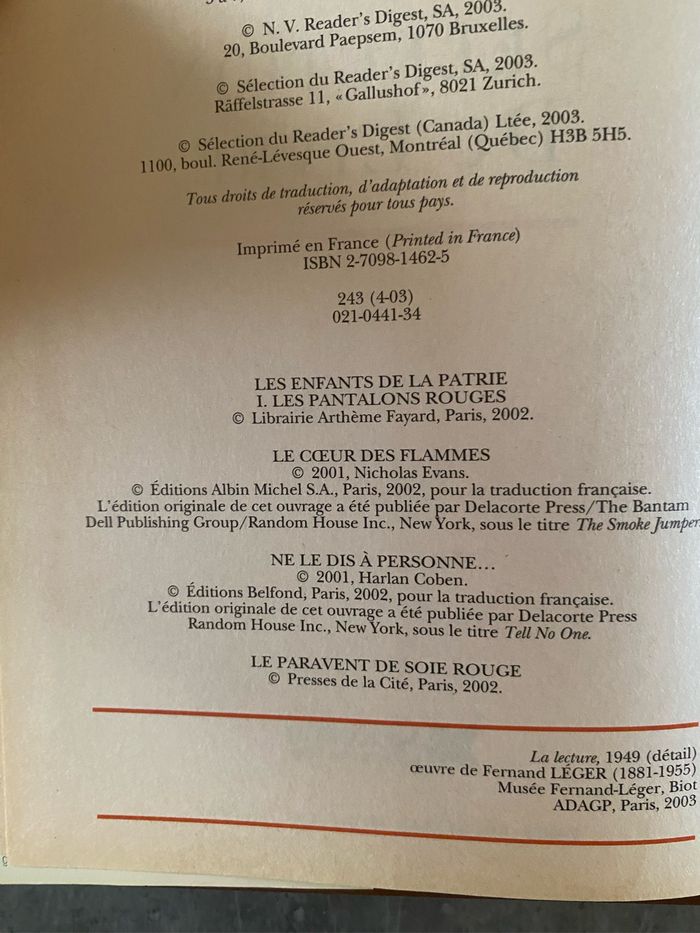 © N. V. Reader's Digest, SA, 2003.
20, Boulevard Paepsem, 1070 Bruxelles.
© Sélection du Reader's Digest, SA, 2003.
Räffelstrasse 11, «Gallushof», 8021 Zurich.
© Sélection du Reader's Digest (Canada) Ltée, 2003.
1100, boul. René-Lévesque Ouest, Montréal (Québec) H3B 5H5.
Tous droits de traduction, d'adaptation et de reproduction
réservés pour tous pays.
Imprimé en France (Printed in France)
ISBN 2-7098-1462-5
243 (4-03)
021-0441-34
LES ENFANTS DE LA PATRIE
I. LES PANTALONS ROUGES
© Librairie Arthème Fayard, Paris, 2002.
LE CŒUR DES FLAMMES
© 2001, Nicholas Evans.
© Éditions Albin Michel S.A., Paris, 2002, pour la traduction française.
L'édition originale de cet ouvrage a été publiée par Delacorte Press/The Bantam
Dell Publishing Group/Random House Inc., New York, sous le titre The Smoke Jumper
NE LE DIS À PERSONNE…
© 2001, Harlan Coben.
© Éditions Belfond, Paris, 2002, pour la traduction française.
L'édition originale de cet ouvrage a été publiée par Delacorte Press
Random House Inc., New York, sous le titre Tell No One.
LE PARAVENT DE SOIE ROUGE
© Presses de la Cité, Paris, 2002.
La lecture, 1949 (détail)
œuvre de Fernand LÉGER (1881-1955)
Musée Fernand-Léger, Biot
ADAGP, Paris, 2003